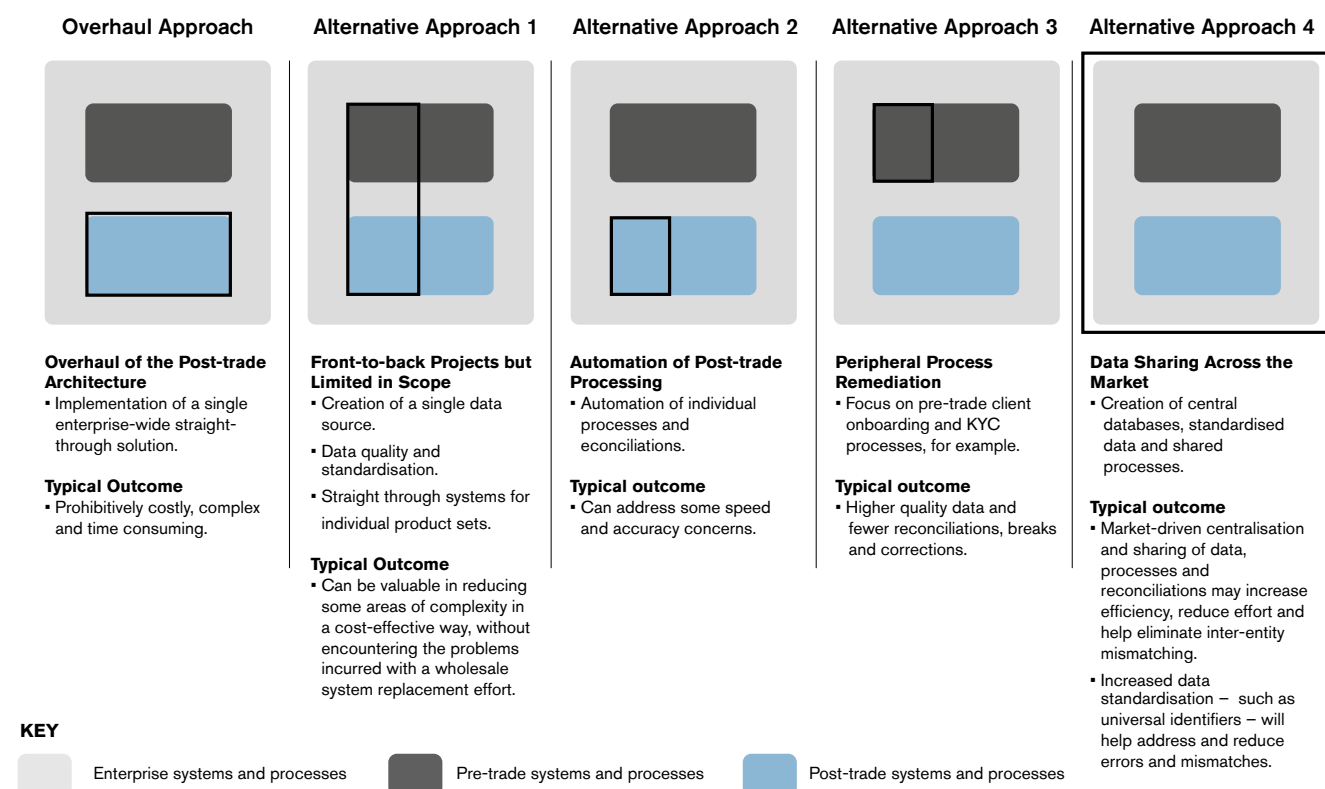 Overhaul Approach
Alternative Approach 1
Alternative Approach 2
Alternative Approach 3
Alternative Approach 4
Overhaul of the Post-trade
Architecture
▪ Implementation of a single
enterprise-wide straight-
through solution.
Typical Outcome
▪ Prohibitively costly, complex
and time consuming.
Front-to-back Projects but
Limited in Scope
▪ Creation of a single data
source.
▪ Data quality and
standardisation.
▪ Straight through systems for
individual product sets.
Typical Outcome
▪ Can be valuable in reducing
some areas of complexity in
a cost-effective way, without
encountering the problems
incurred with a wholesale
system replacement effort.
Automation of Post-trade
Processing
▪ Automation of individual
processes and
econciliations.
Typical outcome
▪ Can address some speed
and accuracy concerns.
Peripheral Process
Remediation
▪ Focus on pre-trade client
onboarding and KYC
processes, for example.
Typical outcome
▪ Higher quality data and
fewer reconciliations, breaks
and corrections.
Data Sharing Across the
Market
▪ Creation of central
databases, standardised
data and shared
processes.
Typical outcome
▪ Market-driven centralisation
and sharing of data,
processes and
reconciliations may increase
efficiency, reduce effort and
help eliminate inter-entity
mismatching.
▪ Increased data
standardisation – such as
universal identifiers – will
help address and reduce
errors and mismatches.
KEY
Enterprise systems and processes
Pre-trade systems and processes
Post-trade systems and processes